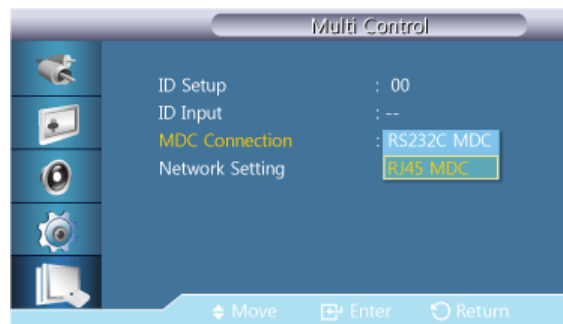 Multi Control
ID Setup : 00
ID Input : --
MDC Connection : RS232C MDC
RJ45 MDC
Network Setting
Move Enter Return